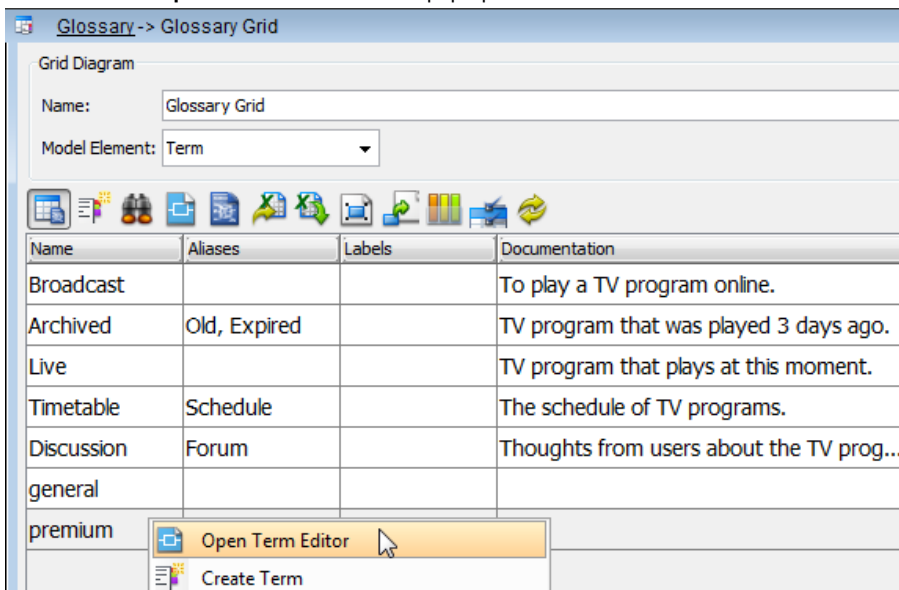 Glossary -> Glossary Grid
Grid Diagram
Name: Glossary Grid
Model Element: Term
Name Aliases Labels Documentation
Broadcast To play a TV program online.
Archived Old, Expired TV program that was played 3 days ago.
Live TV program that plays at this moment.
Timetable Schedule The schedule of TV programs.
Discussion Forum Thoughts from users about the TV prog...
general
premium
Open Term Editor
Create Term